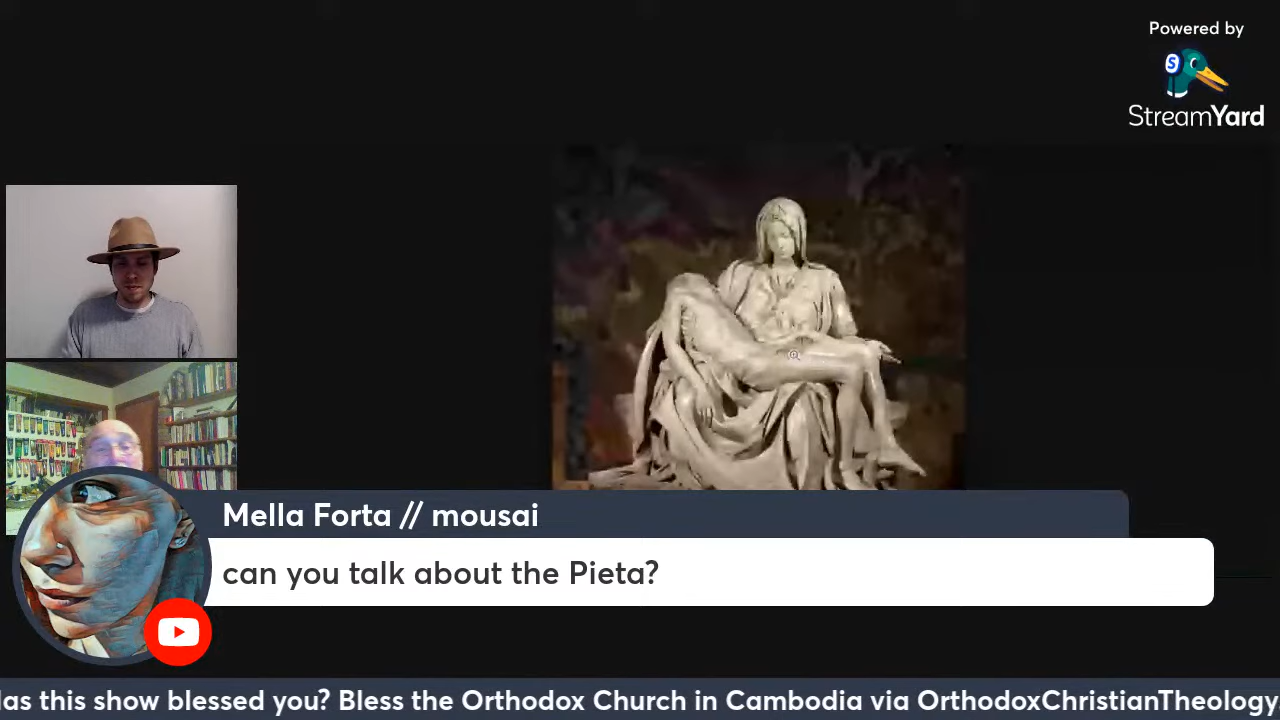 Powered by
S
StreamYard
Mella Forta // mousai
can you talk about the Pieta?
as this show blessed you? Bless the Orthodox Church in Cambodia via OrthodoxChristianTheology